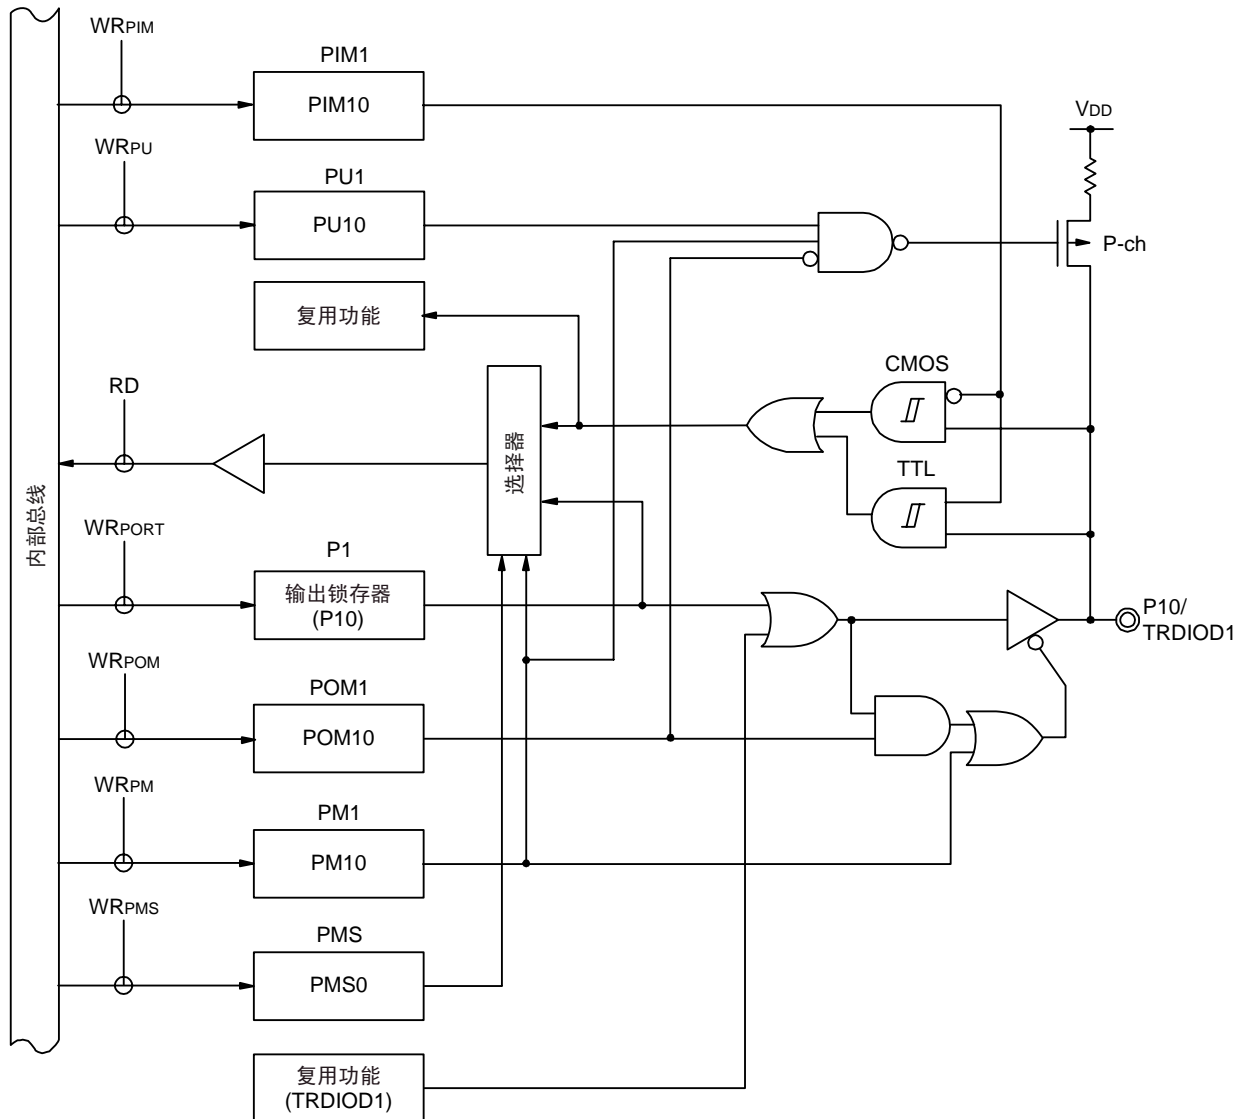 WRPIM
PIM1
PIM10
VDD
WRPU
PU1
PU10
P-ch
复用功能
CMOS
RD
选择器
TTL
内部总线
WRPORT
P1
输出锁存器
(P10)
P10/
TRDIOD1
WRPOM
POM1
POM10
WRPM
PM1
PM10
WRPMS
PMS
PMS0
复用功能
(TRDIOD1)